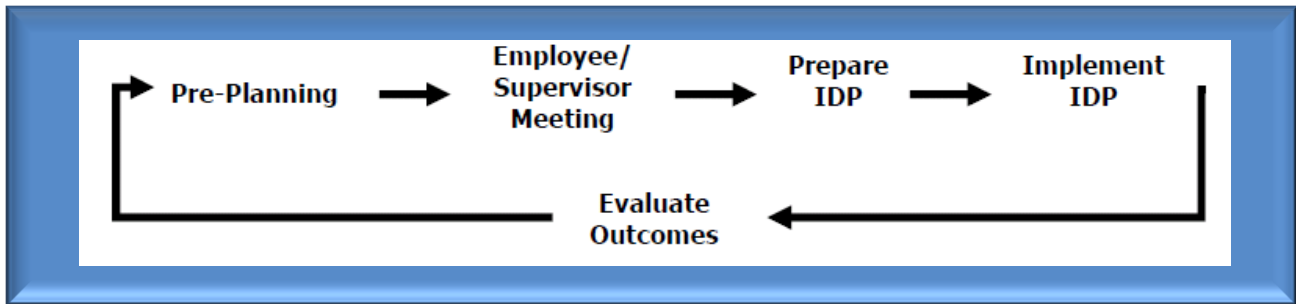 Pre-Planning
Employee/
Supervisor
Meeting
Prepare
IDP
Implement
IDP
Evaluate
Outcomes